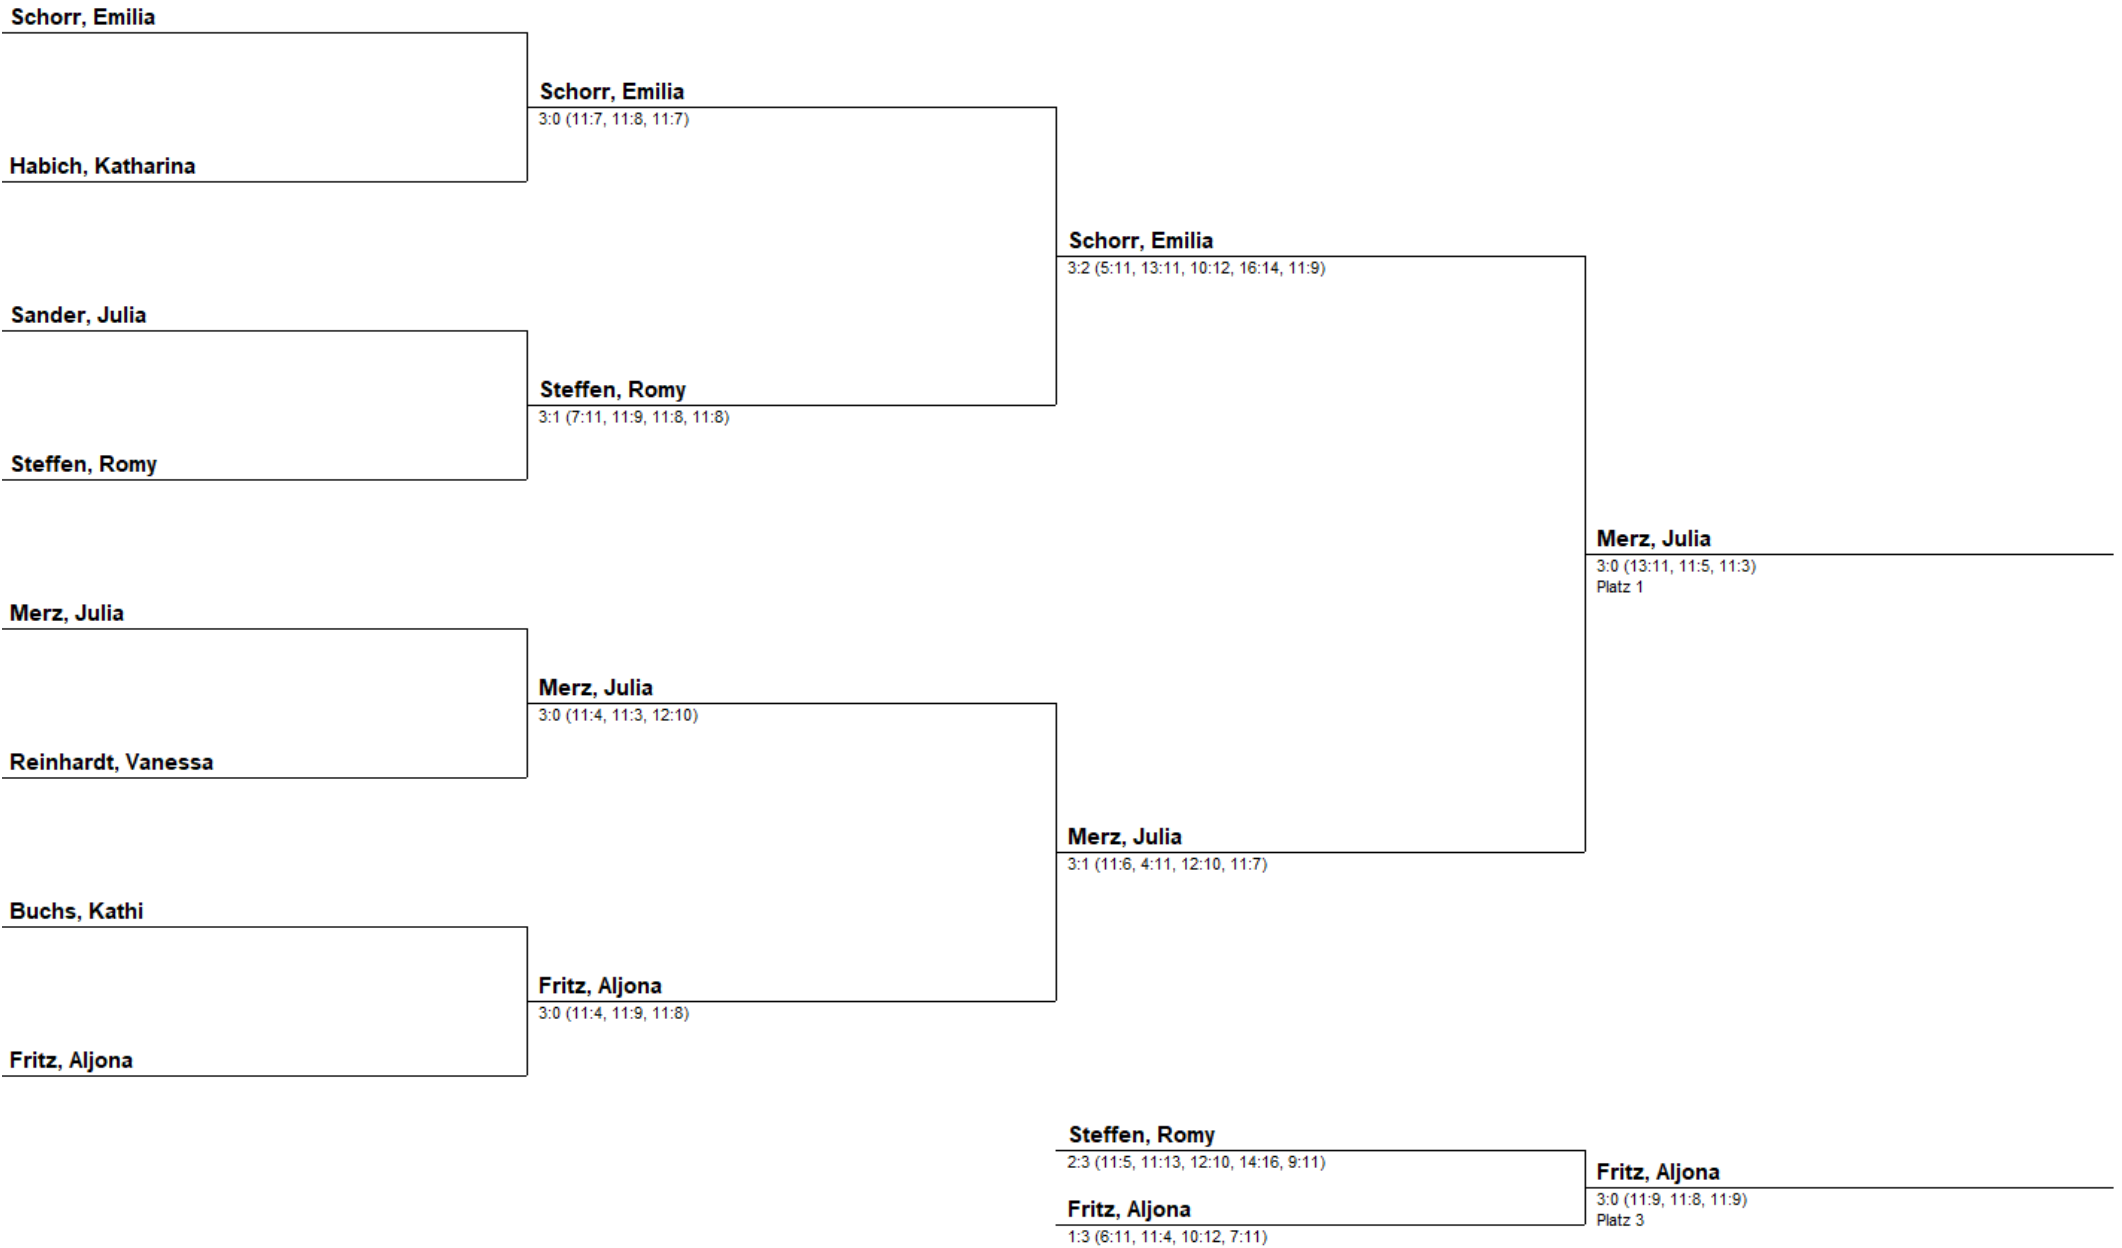 Schorr, Emilia
Schorr, Emilia
3:0 (11:7, 11:8, 11:7)
Habich, Katharina
Schorr, Emilia
3:2 (5:11, 13:11, 10:12, 16:14, 11:9)
Sander, Julia
Steffen, Romy
3:1 (7:11, 11:9, 11:8, 11:8)
Steffen, Romy
Merz, Julia
3:0 (13:11, 11:5, 11:3)
Platz 1
Merz, Julia
Merz, Julia
3:0 (11:4, 11:3, 12:10)
Reinhardt, Vanessa
Merz, Julia
3:1 (11:6, 4:11, 12:10, 11:7)
Buchs, Kathi
Fritz, Aljona
3:0 (11:4, 11:9, 11:8)
Fritz, Aljona
Steffen, Romy
2:3 (11:5, 11:13, 12:10, 14:16, 9:11)
Fritz, Aljona
3:0 (11:9, 11:8, 11:9)
Platz 3
Fritz, Aljona
1:3 (6:11, 11:4, 10:12, 7:11)